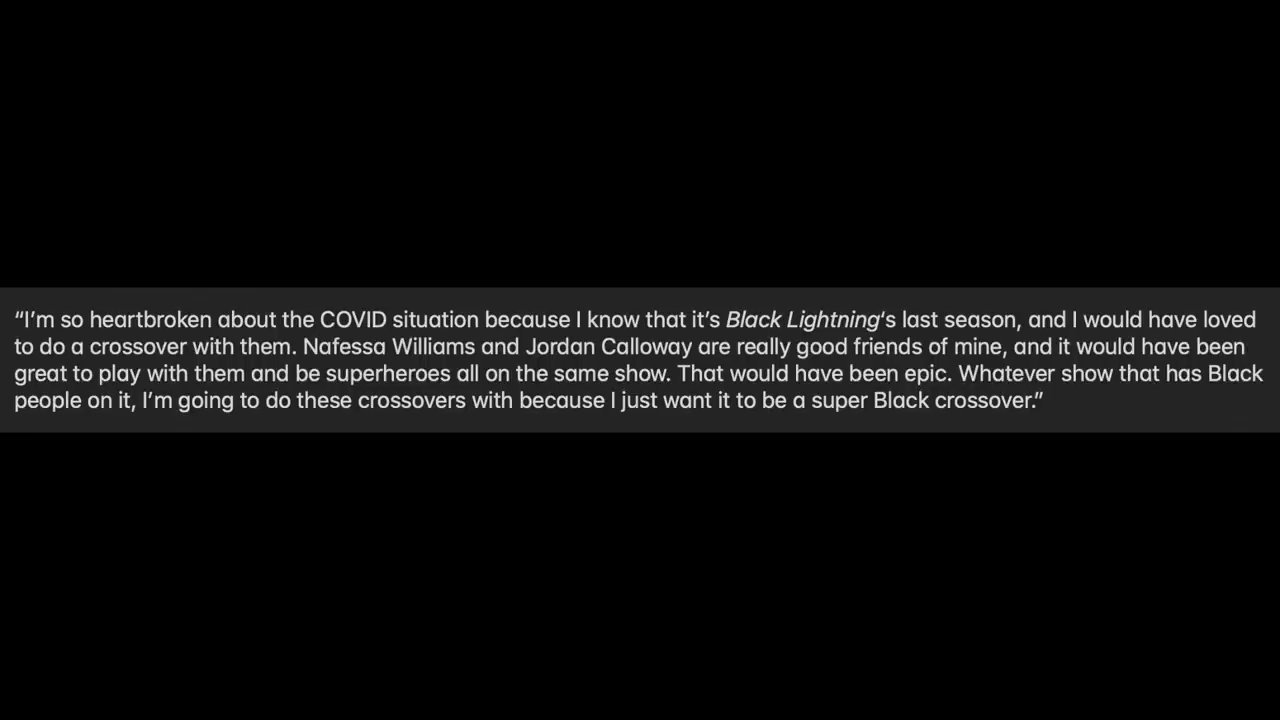 “I’m so heartbroken about the COVID situation because I know that it’s Black Lightning‘s last season, and I would have loved
to do a crossover with them. Nafessa Williams and Jordan Calloway are really good friends of mine, and it would have been
great to play with them and be superheroes all on the same show. That would have been epic. Whatever show that has Black
people on it, I’m going to do these crossovers with because I just want it to be a super Black crossover.”